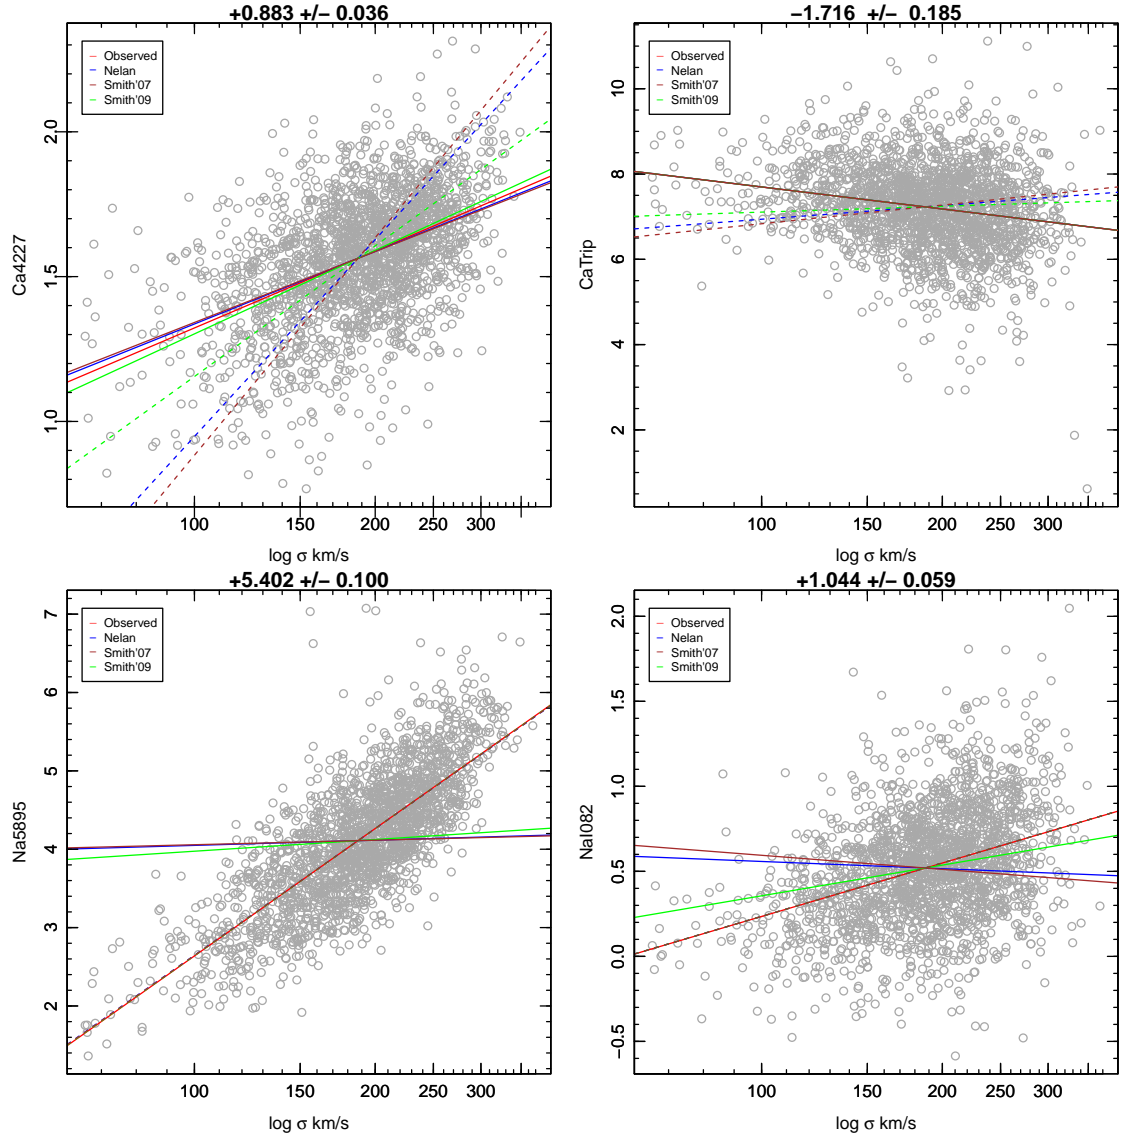 +0.883 +/- 0.036
Observed
Nelan
Smith'07
Smith'09
Ca4227
2.0
1.5
1.0
100
150
200
250
300
log σ km/s
−1.716 +/- 0.185
Observed
Nelan
Smith'07
Smith'09
CaTrip
10
8
6
4
2
100
200
300
log σ km/s
+5.402 +/- 0.100
Observed
Nelan
Smith'07
Smith'09
Na5895
7
6
5
4
3
2
100
150
200
250
300
log σ km/s
+1.044 +/- 0.059
Observed
Nelan
Smith'07
Smith'09
NaI082
2.0
1.5
1.0
0.5
0.0
−0.5
100
150
200
250
300
log σ km/s